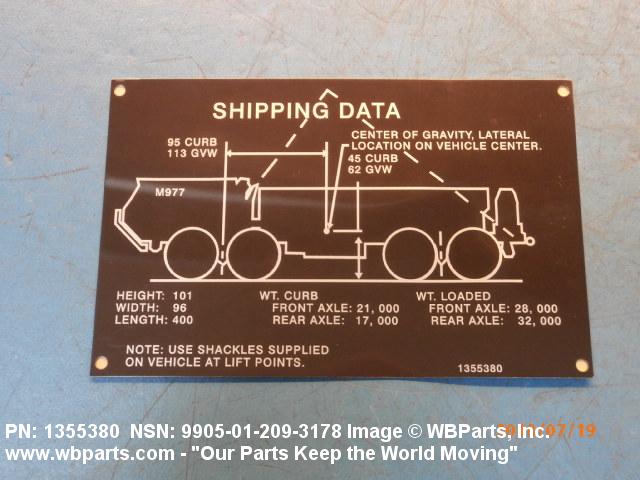 SHIPPING DATA
95 CURB
113 GVW
CENTER OF GRAVITY, LATERAL
LOCATION ON VEHICLE CENTER.
45 CURB
62 GVW
M977
HEIGHT: 101
WIDTH: 96
LENGTH: 400
WT. CURB
FRONT AXLE: 21, 000
REAR AXLE: 17, 000
WT. LOADED
FRONT AXLE: 28, 000
REAR AXLE: 32, 000
NOTE: USE SHACKLES SUPPLIED
ON VEHICLE AT LIFT POINTS.
1355380
PN: 1355380 NSN: 9905-01-209-3178 Image © WBParts, Inc.
www.wbparts.com - "Our Parts Keep the World Moving"